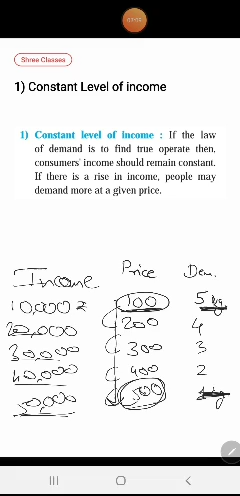 Shree Classes
1) Constant Level of income
1) Constant level of income : If the law
of demand is to find true operate then,
consumers' income should remain constant.
If there is a rise in income, people may
demand more at a given price.
Income Price Dem.
10,000 100 5 kg
20,000 200 4
30,000 300 3
40,000 400 2
50,000 500 1 kg